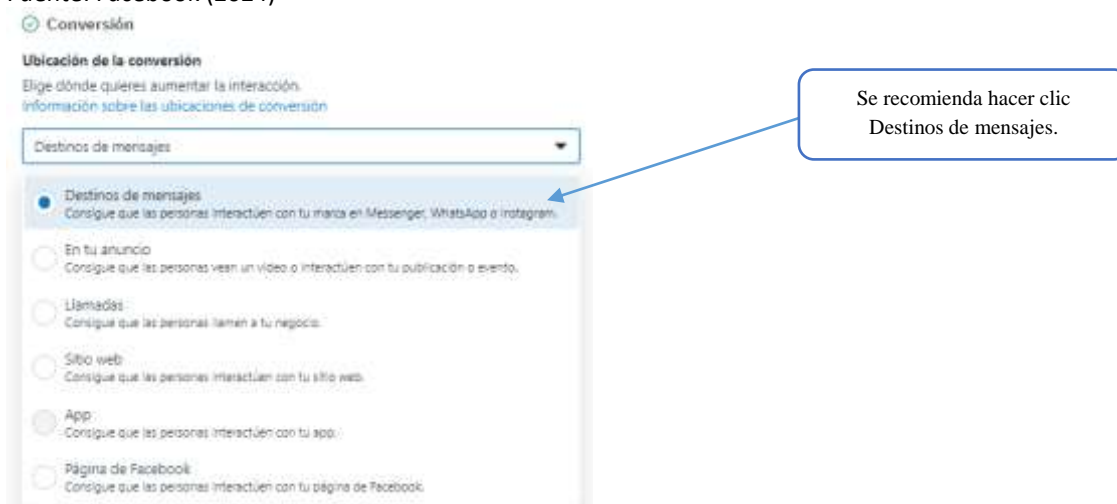 Fuente: Facebook (2024)
Conversión
Ubicación de la conversión
Elige dónde quieres aumentar la interacción.
Información sobre las ubicaciones de conversión
Destinos de mensajes
Se recomienda hacer clic
Destinos de mensajes.
Destinos de mensajes
Consigue que las personas interactúen con tu marca en Messenger, WhatsApp o Instagram.
En tu anuncio
Consigue que las personas vean un vídeo o interactúen con tu publicación o evento.
Llamadas
Consigue que las personas llamen a tu negocio.
Sitio web
Consigue que las personas interactúen con tu sitio web.
App
Consigue que las personas interactúen con tu app.
Página de Facebook
Consigue que las personas interactúen con tu página de Facebook.